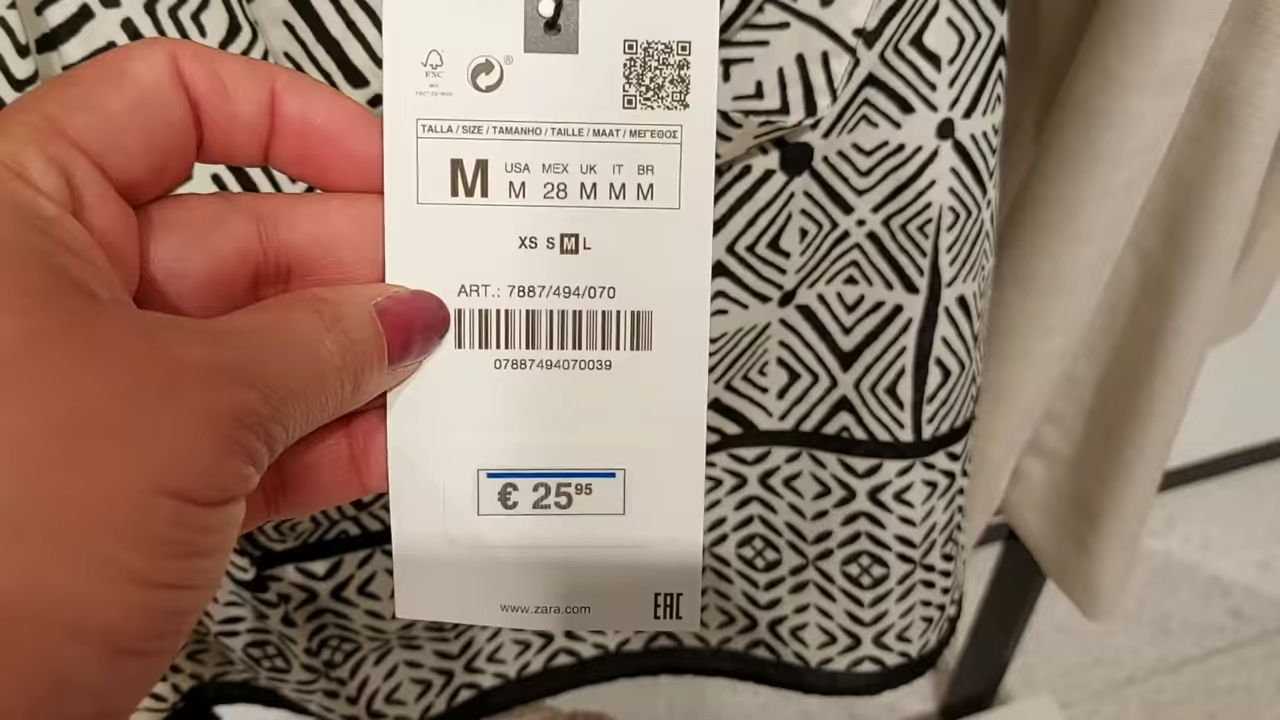 FSC
®
TALLA / SIZE / TAMANHO / TAILLE / MAAT / ΜΕΓΕΘΟΣ
M
USA MEX UK IT BR
M 28 M M M
XS S M L
ART.: 7887/494/070
07887494070039
€ 25 95
www.zara.com
EAC